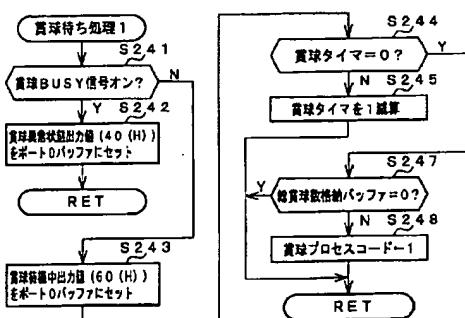 賞球待ち処理1
S241
賞球BUSY信号オン?
N
Y
S242
賞球異常状態出力値(40(H))
をポート0バッファにセット
RET
S243
賞球待機中出力値(60(H))
をポート0バッファにセット
S244
賞球タイマ=0?
Y
N
S245
賞球タイマを1減算
S247
総賞球数格納バッファ=0?
Y
N
S248
賞球プロセスコード←1
RET